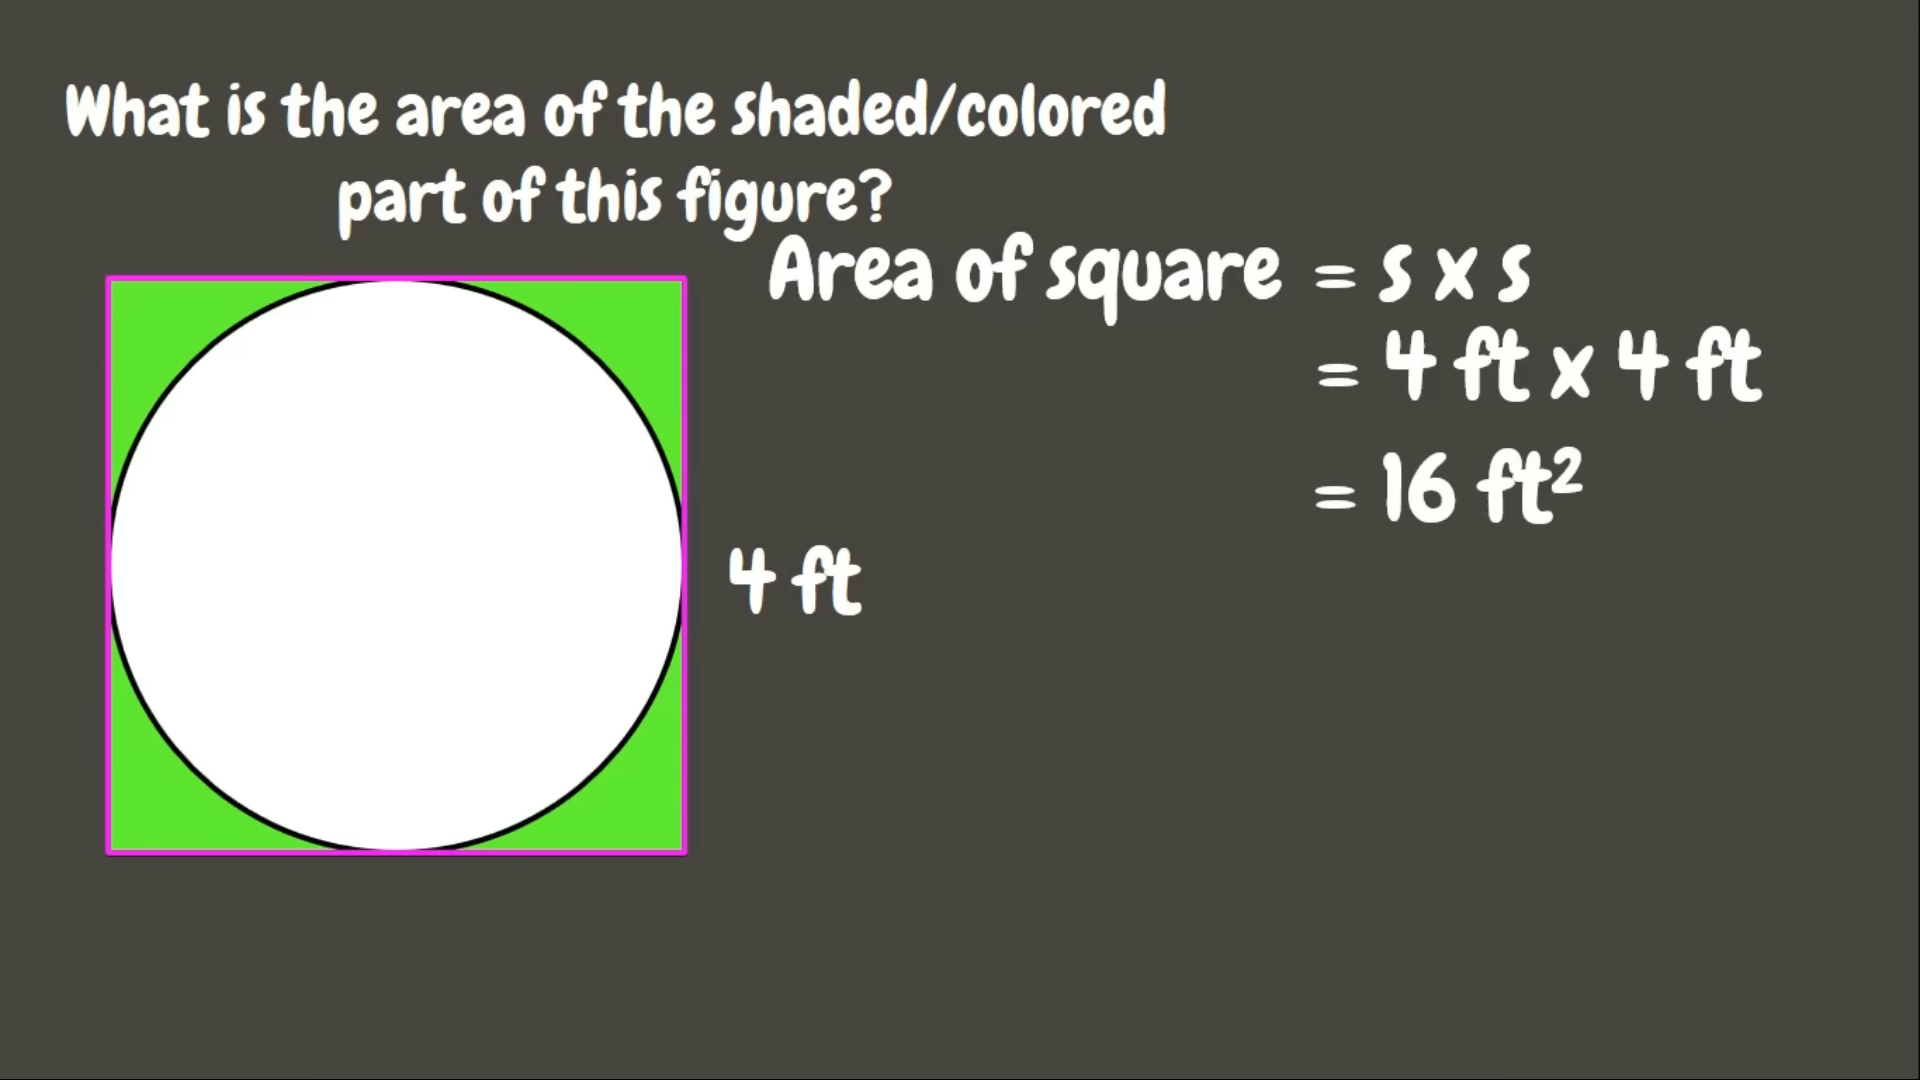 What is the area of the shaded/colored
part of this figure?
Area of square = s x s
= 4 ft x 4 ft
= 16 ft²
4 ft